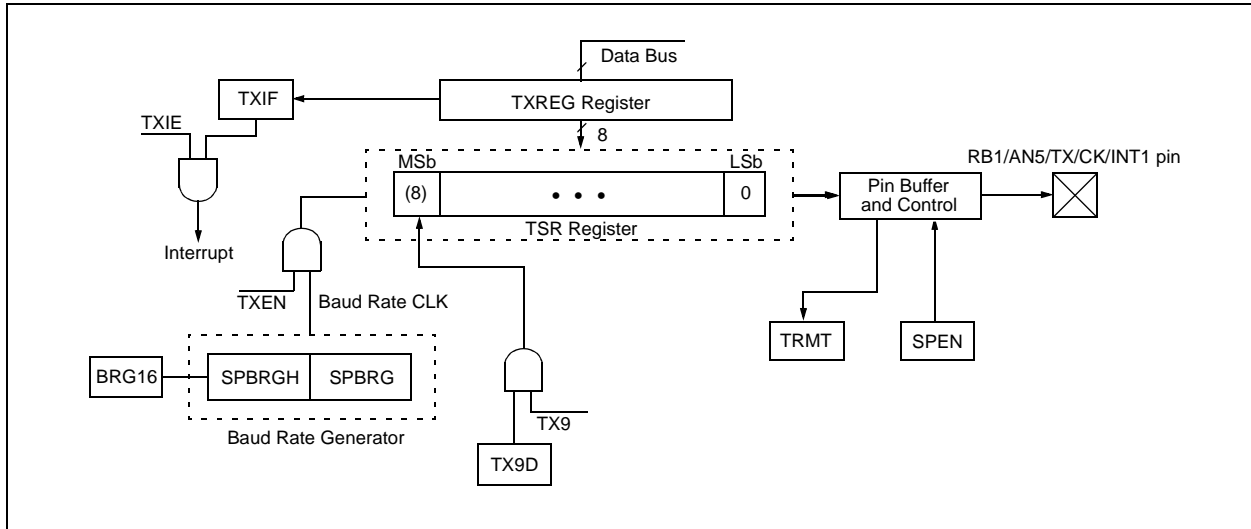 Data Bus
TXIF
TXREG Register
TXIE
8
MSb
LSb
RB1/AN5/TX/CK/INT1 pin
(8)
• • •
0
Pin Buffer
and Control
TSR Register
Interrupt
TXEN
Baud Rate CLK
TRMT
SPEN
BRG16
SPBRGH
SPBRG
TX9
Baud Rate Generator
TX9D